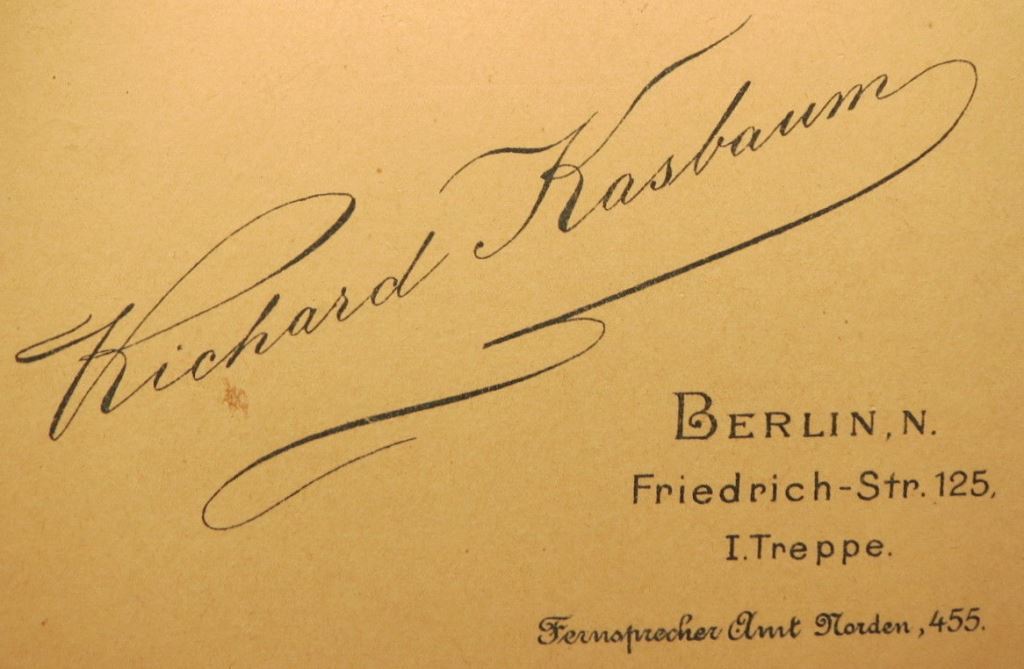 Richard Kasbaum
BERLIN, N.
Friedrich-Str. 125,
I. Treppe.
Fernsprecher Amt Norden, 455.